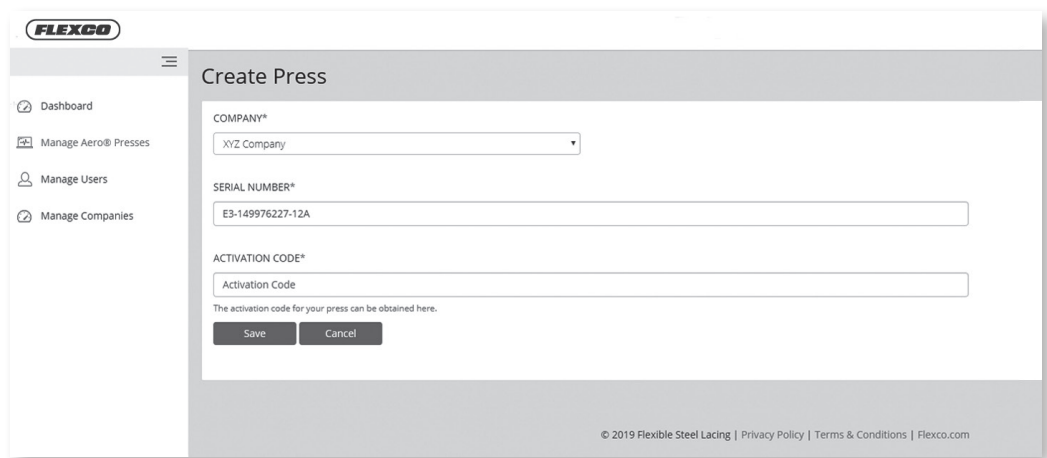 FLEXCO
Create Press
Dashboard
Manage Aero® Presses
Manage Users
Manage Companies
COMPANY*
XYZ Company
SERIAL NUMBER*
E3-149976227-12A
ACTIVATION CODE*
Activation Code
The activation code for your press can be obtained here.
Save Cancel
© 2019 Flexible Steel Lacing | Privacy Policy | Terms & Conditions | Flexco.com